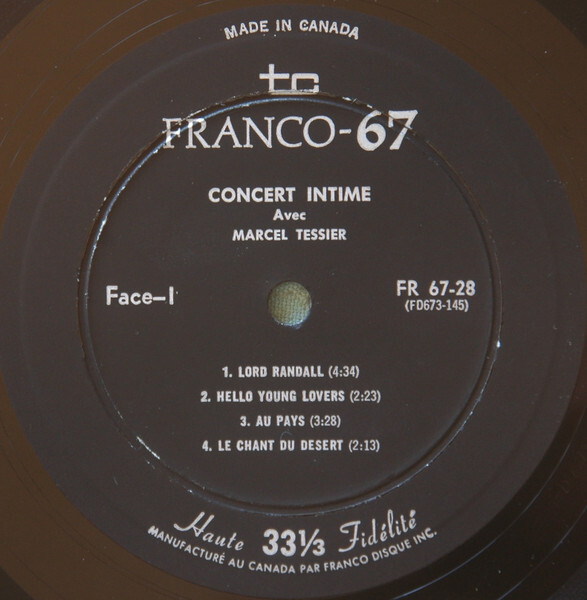 MADE IN CANADA
tc
FRANCO-67
CONCERT INTIME
Avec
MARCEL TESSIER
Face-I
FR 67-28
(FD673-145)
1. LORD RANDALL (4:34)
2. HELLO YOUNG LOVERS (2:23)
3. AU PAYS (3:28)
4. LE CHANT DU DESERT (2:13)
Haute 33⅓ Fidélité
MANUFACTURÉ AU CANADA PAR FRANCO DISQUE INC.